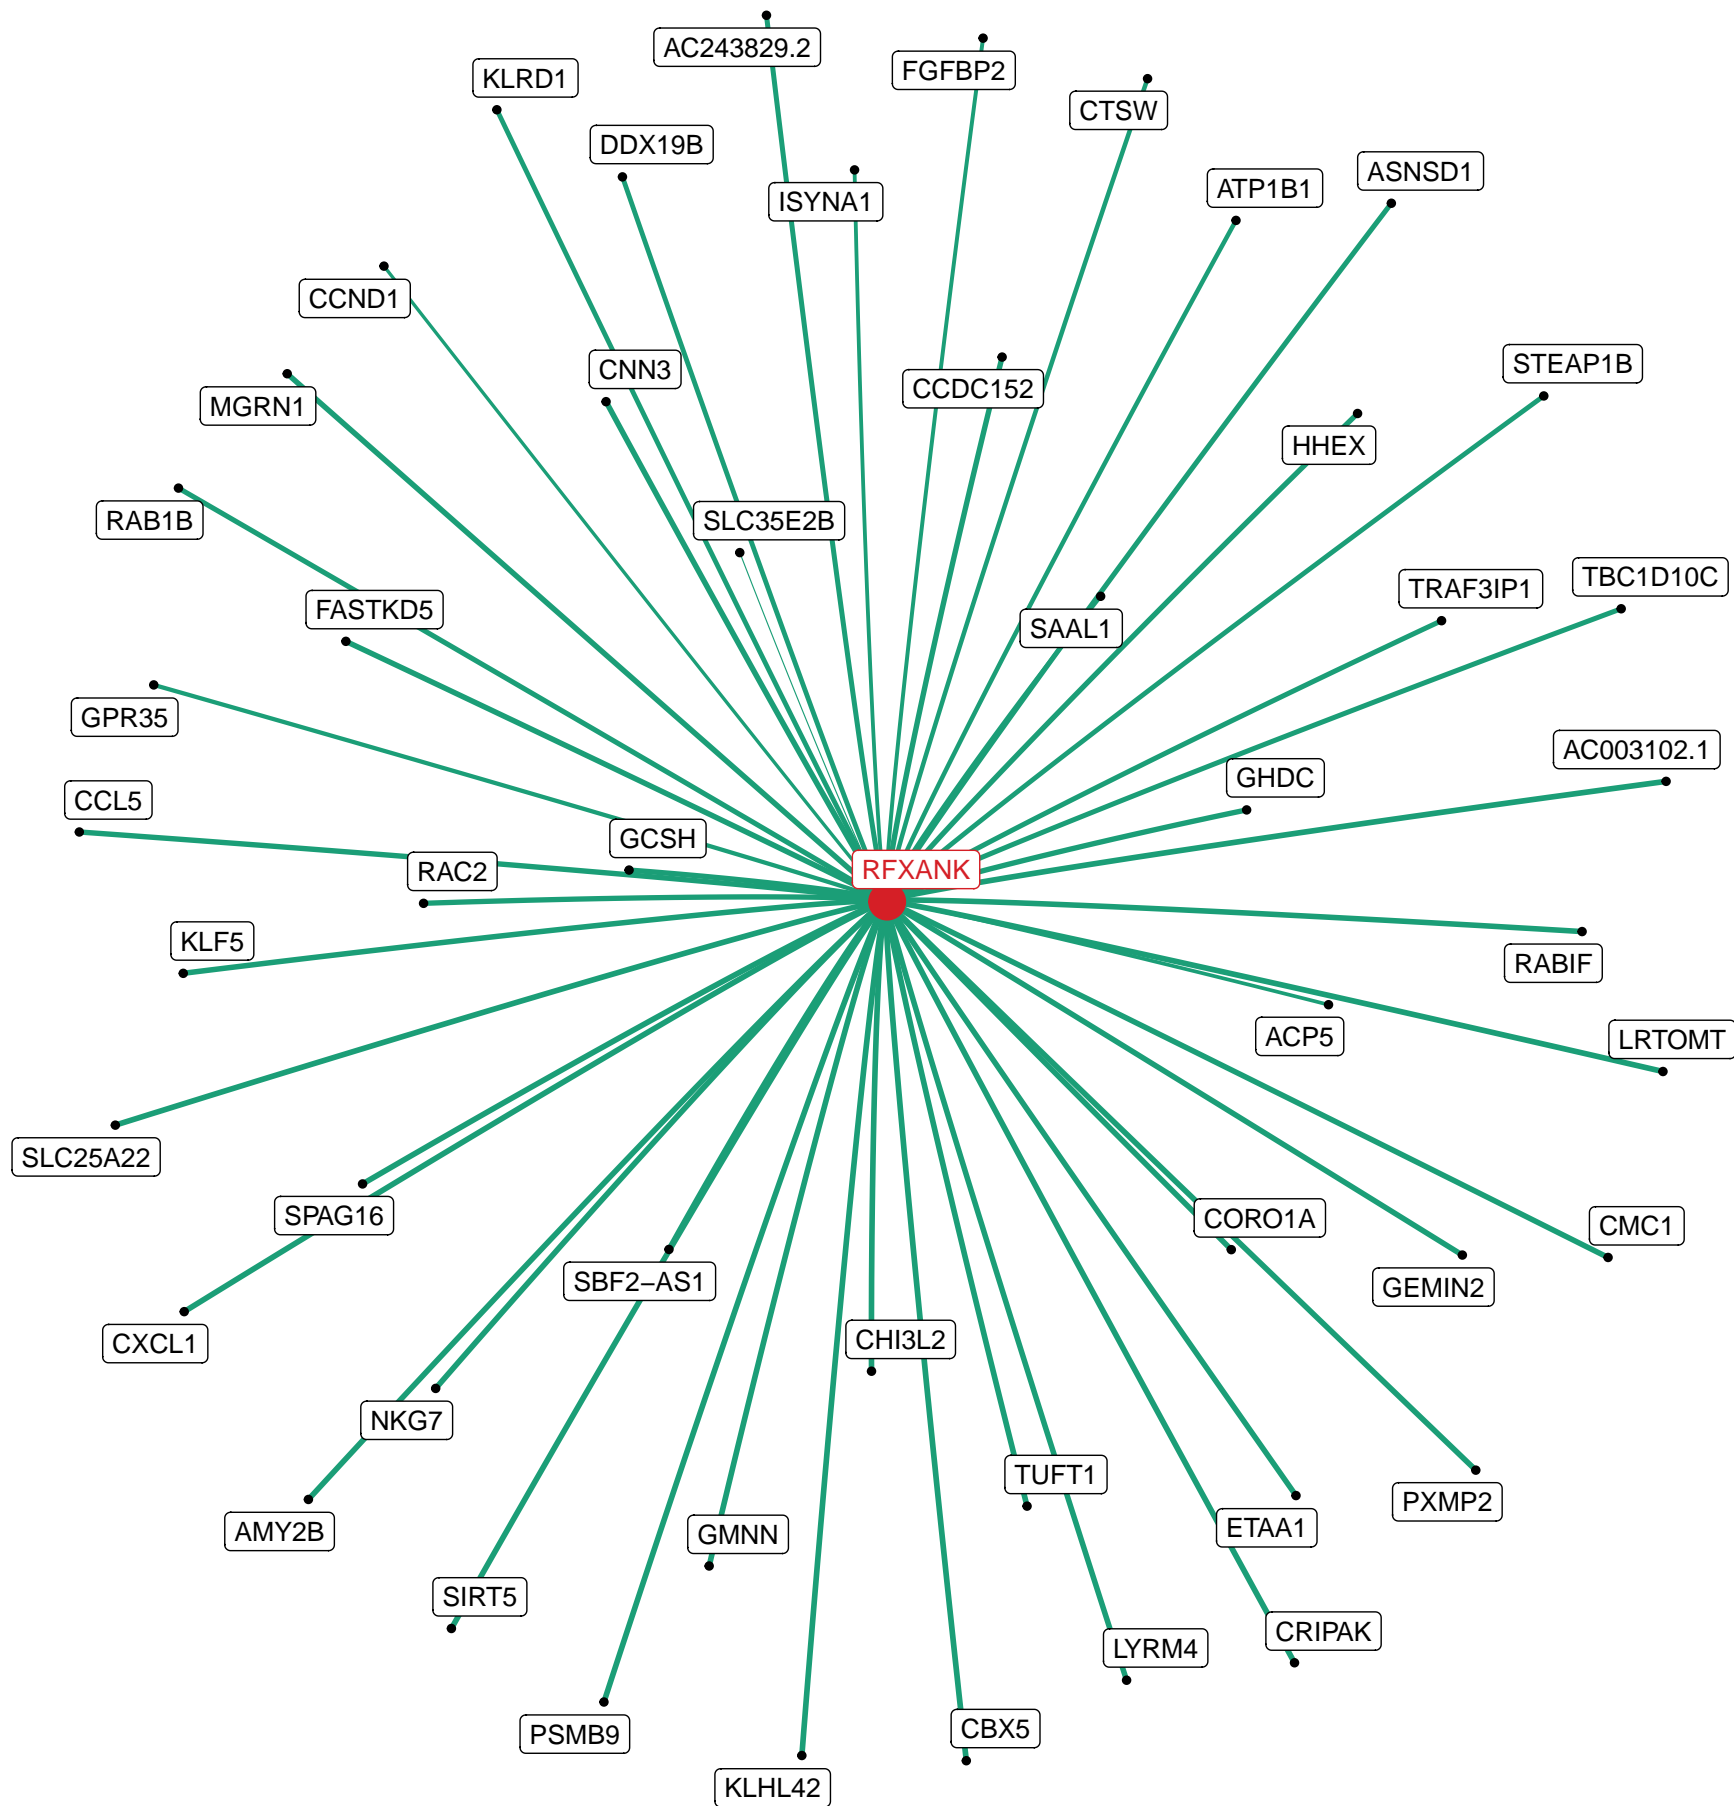 AC243829.2
FGFBP2
KLRD1
CTSW
DDX19B
ASNSD1
ATP1B1
ISYNA1
CCND1
STEAP1B
CNN3
CCDC152
MGRN1
HHEX
RAB1B
SLC35E2B
TBC1D10C
TRAF3IP1
FASTKD5
SAAL1
GPR35
AC003102.1
GHDC
CCL5
GCSH
RFXANK
RAC2
KLF5
RABIF
ACP5
LRTOMT
SLC25A22
SPAG16
CORO1A
CMC1
SBF2–AS1
GEMIN2
CXCL1
CHI3L2
NKG7
TUFT1
PXMP2
AMY2B
GMNN
ETAA1
SIRT5
CRIPAK
LYRM4
PSMB9
CBX5
KLHL42